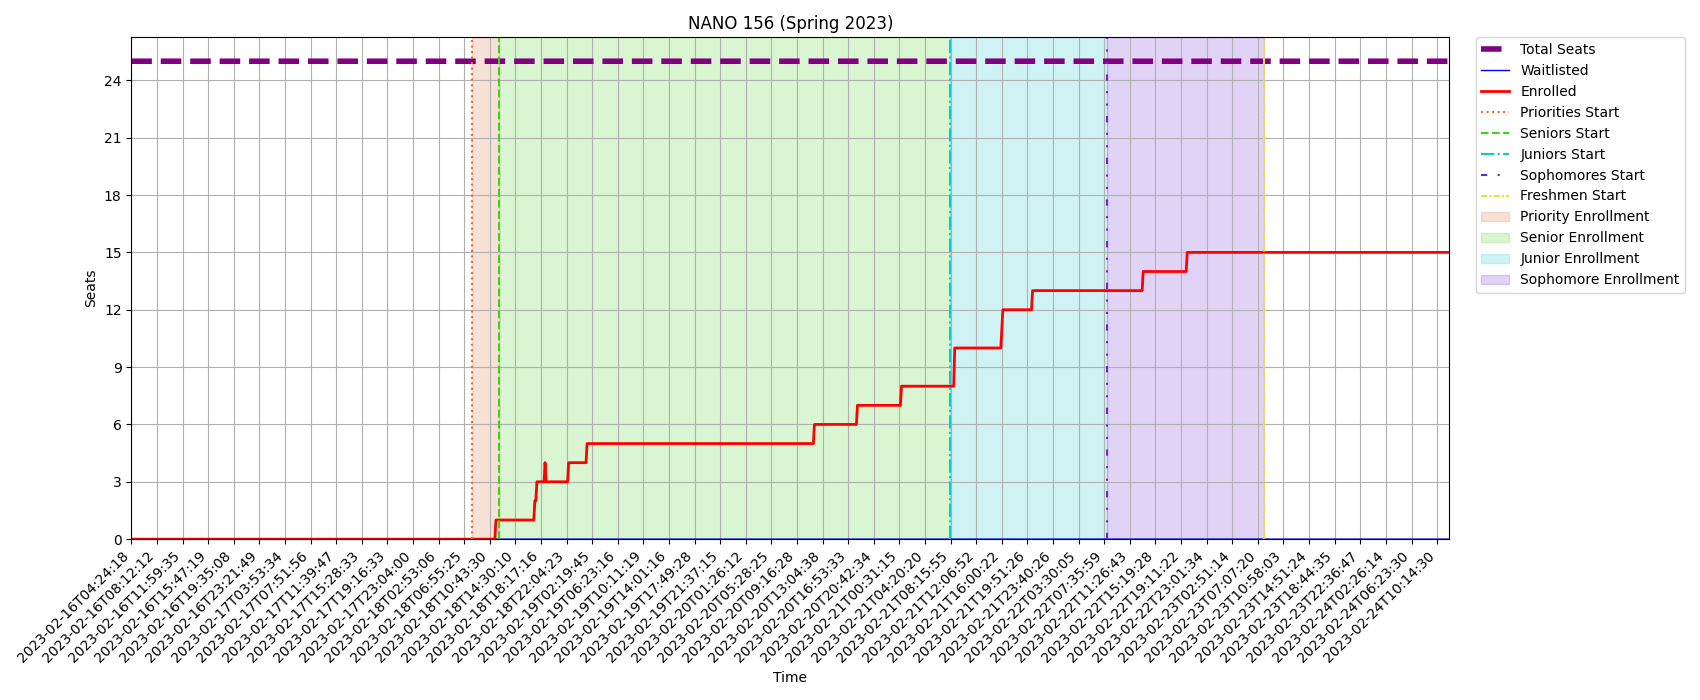 NANO 156 (Spring 2023)
Total Seats
Waitlisted
Enrolled
Priorities Start
Seniors Start
Juniors Start
Sophomores Start
Freshmen Start
Priority Enrollment
Senior Enrollment
Junior Enrollment
Sophomore Enrollment
Seats
24
21
18
15
12
9
6
3
0
2023-02-16T04:24:18
2023-02-16T08:12:12
2023-02-16T11:59:35
2023-02-16T15:47:19
2023-02-16T19:35:08
2023-02-16T23:21:49
2023-02-17T03:53:34
2023-02-17T07:51:56
2023-02-17T11:39:47
2023-02-17T15:28:33
2023-02-17T19:16:33
2023-02-17T23:04:00
2023-02-18T02:53:06
2023-02-18T06:55:25
2023-02-18T10:43:30
2023-02-18T14:30:10
2023-02-18T18:17:16
2023-02-18T22:04:23
2023-02-19T02:19:45
2023-02-19T06:23:16
2023-02-19T10:11:19
2023-02-19T14:01:16
2023-02-19T17:49:28
2023-02-19T21:37:15
2023-02-20T01:26:12
2023-02-20T05:28:25
2023-02-20T09:16:28
2023-02-20T13:04:38
2023-02-20T16:53:33
2023-02-20T20:42:34
2023-02-21T00:31:15
2023-02-21T04:20:20
2023-02-21T08:15:55
2023-02-21T12:06:52
2023-02-21T16:00:22
2023-02-21T19:51:26
2023-02-21T23:40:26
2023-02-22T03:30:05
2023-02-22T07:35:59
2023-02-22T11:26:43
2023-02-22T15:19:28
2023-02-22T19:11:22
2023-02-22T23:01:34
2023-02-23T02:51:14
2023-02-23T07:07:20
2023-02-23T10:58:03
2023-02-23T14:51:24
2023-02-23T18:44:35
2023-02-23T22:36:47
2023-02-24T02:26:14
2023-02-24T06:23:30
2023-02-24T10:14:30
Time